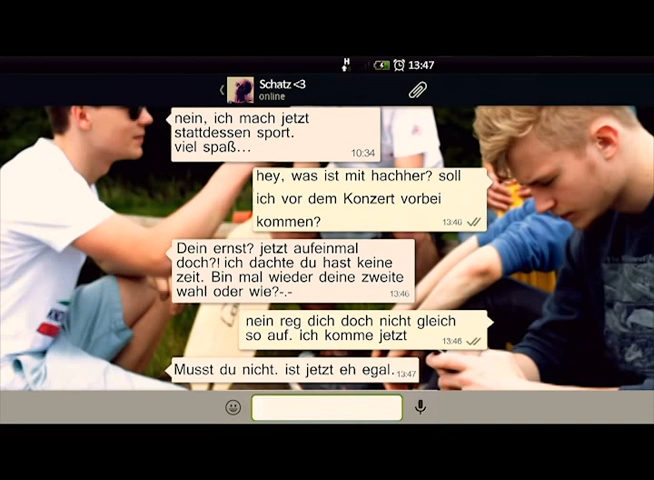 H
13:47
Schatz <3
online
nein, ich mach jetzt
stattdessen sport.
viel spaß...
10:34
hey, was ist mit hachher? soll
ich vor dem Konzert vorbei
kommen?
13:46
Dein ernst? jetzt aufeinmal
doch?! ich dachte du hast keine
zeit. Bin mal wieder deine zweite
wahl oder wie?-.-
13:46
nein reg dich doch nicht gleich
so auf. ich komme jetzt
13:46
Musst du nicht. ist jetzt eh egal.
13:47